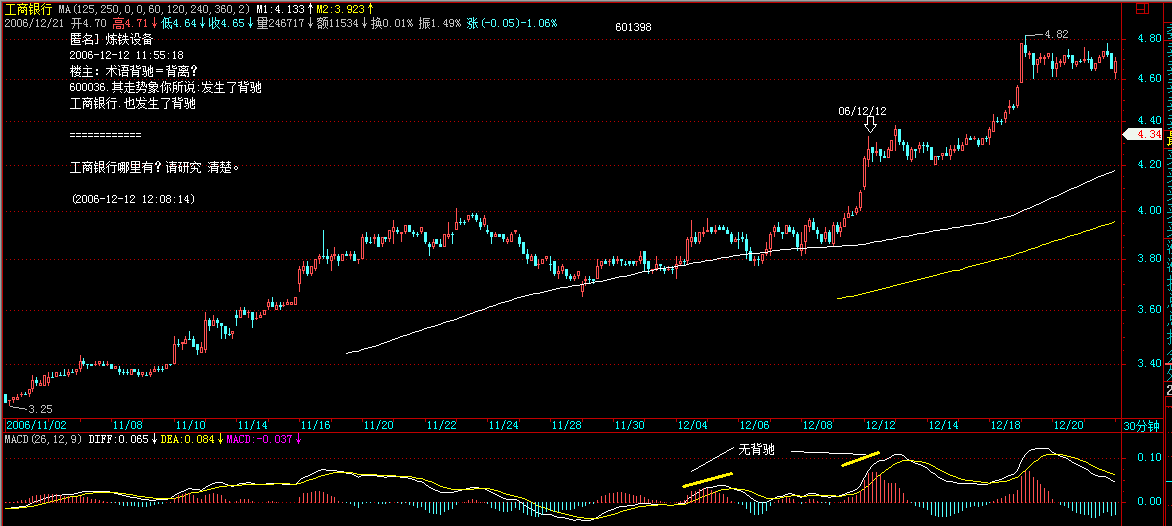 工商银行 MA(125,250,0,0,60,120,240,360,2) M1:4.133↑M2:3.923↑
2006/12/21 开4.70 高4.71↓低4.64↓收4.65↓量246717↓额11534↓换0.01% 振1.49% 涨(-0.05)-1.06%
匿名] 炼铁设备
601398
2006-12-12 11:55:18
楼主: 术语背驰=背离?
600036.其走势象你所说:发生了背驰
工商银行.也发生了背驰
============
工商银行哪里有?请研究 清楚。
(2006-12-12 12:08:14)
4.82
06/12/12
3.25
4.80
4.60
4.40
4.34
4.20
4.00
3.80
3.60
3.40
2006/11/02 11/08 11/10 11/14 11/16 11/20 11/22 11/24 11/28 11/30 12/04 12/06 12/08 12/12 12/14 12/18 12/20 30分钟
MACD(26,12,9) DIFF:0.065↓DEA:0.084↓MACD:-0.037↓
无背驰
0.10
0.00